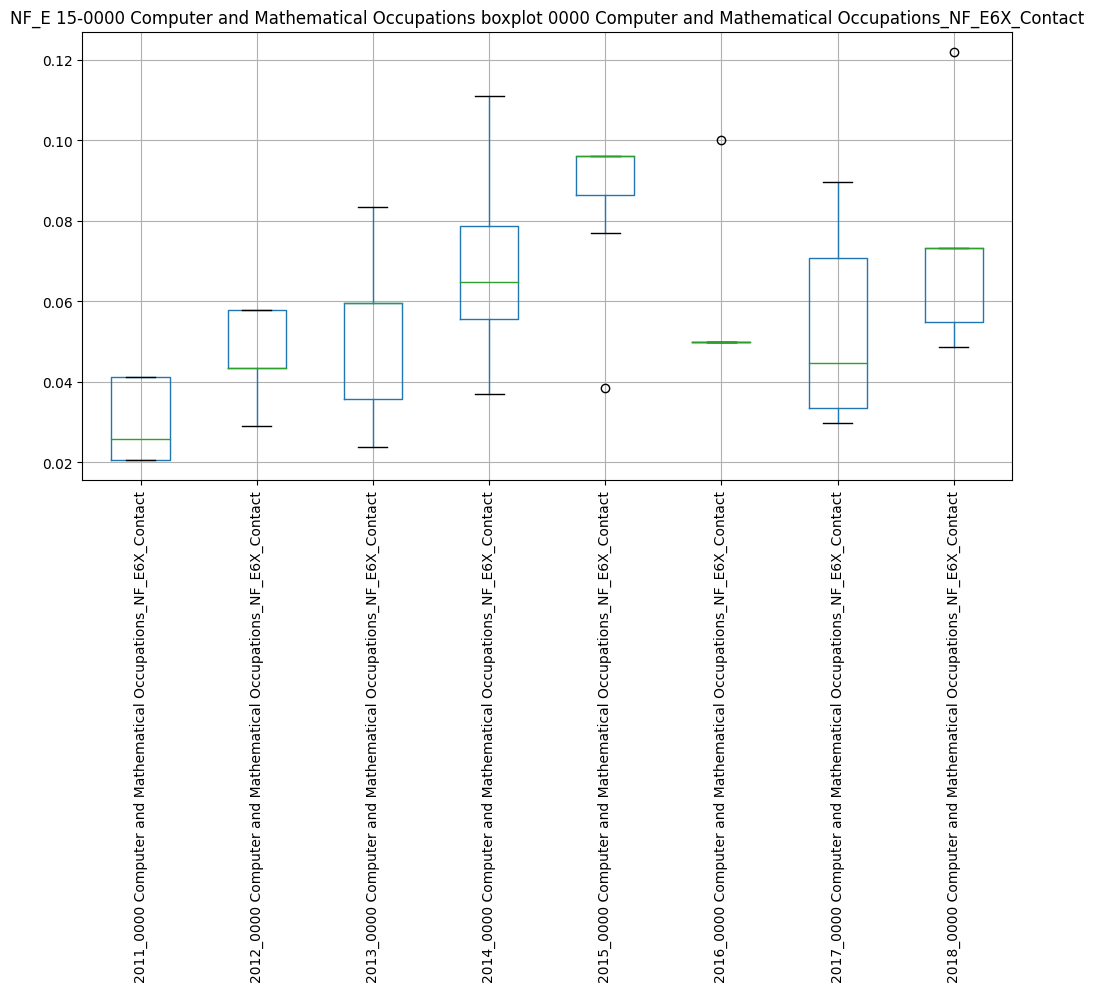 NF_E 15-0000 Computer and Mathematical Occupations boxplot 0000 Computer and Mathematical Occupations_NF_E6X_Contact
0.12
0.10
0.08
0.06
0.04
0.02
2011_0000 Computer and Mathematical Occupations_NF_E6X_Contact
2012_0000 Computer and Mathematical Occupations_NF_E6X_Contact
2013_0000 Computer and Mathematical Occupations_NF_E6X_Contact
2014_0000 Computer and Mathematical Occupations_NF_E6X_Contact
2015_0000 Computer and Mathematical Occupations_NF_E6X_Contact
2016_0000 Computer and Mathematical Occupations_NF_E6X_Contact
2017_0000 Computer and Mathematical Occupations_NF_E6X_Contact
2018_0000 Computer and Mathematical Occupations_NF_E6X_Contact